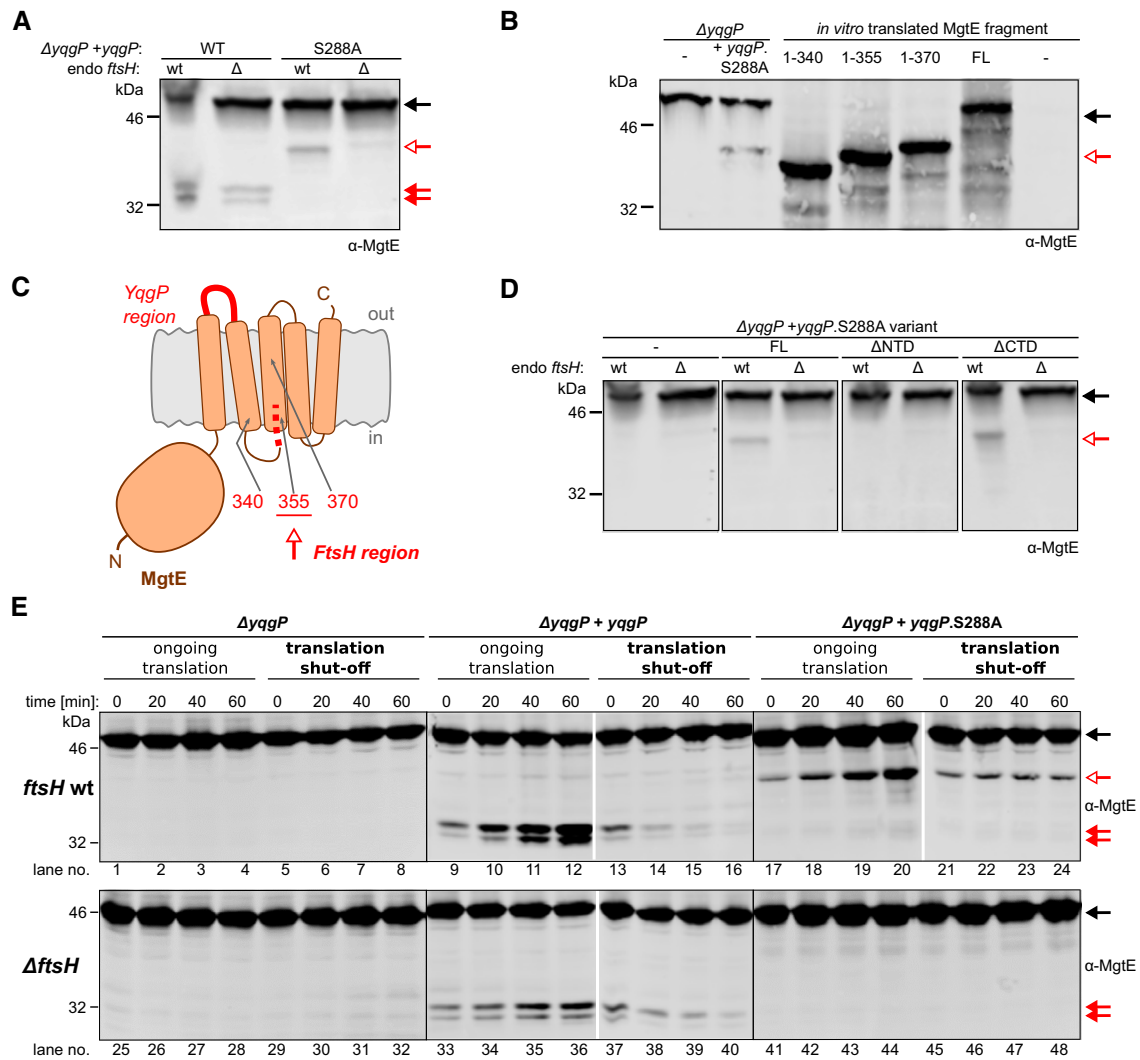 A
ΔyqgP +yqgP: WT S288A
endo ftsH: wt Δ wt Δ
kDa
46
32
α-MgtE
B
ΔyqgP in vitro translated MgtE fragment
- + yqgP. S288A 1-340 1-355 1-370 FL -
kDa
46
32
α-MgtE
C
YqgP region
C
out
in
340 355 370
FtsH region
N
MgtE
D
ΔyqgP +yqgP.S288A variant
- FL ΔNTD ΔCTD
endo ftsH: wt Δ wt Δ wt Δ wt Δ
kDa
46
32
α-MgtE
E
ΔyqgP ΔyqgP + yqgP ΔyqgP + yqgP.S288A
ongoing translation translation shut-off ongoing translation translation shut-off ongoing translation translation shut-off
time [min]: 0 20 40 60 0 20 40 60 0 20 40 60 0 20 40 60 0 20 40 60 0 20 40 60
kDa
46
ftsH wt
α-MgtE
32
lane no. 1 2 3 4 5 6 7 8 9 10 11 12 13 14 15 16 17 18 19 20 21 22 23 24
46
ΔftsH
α-MgtE
32
lane no. 25 26 27 28 29 30 31 32 33 34 35 36 37 38 39 40 41 42 43 44 45 46 47 48